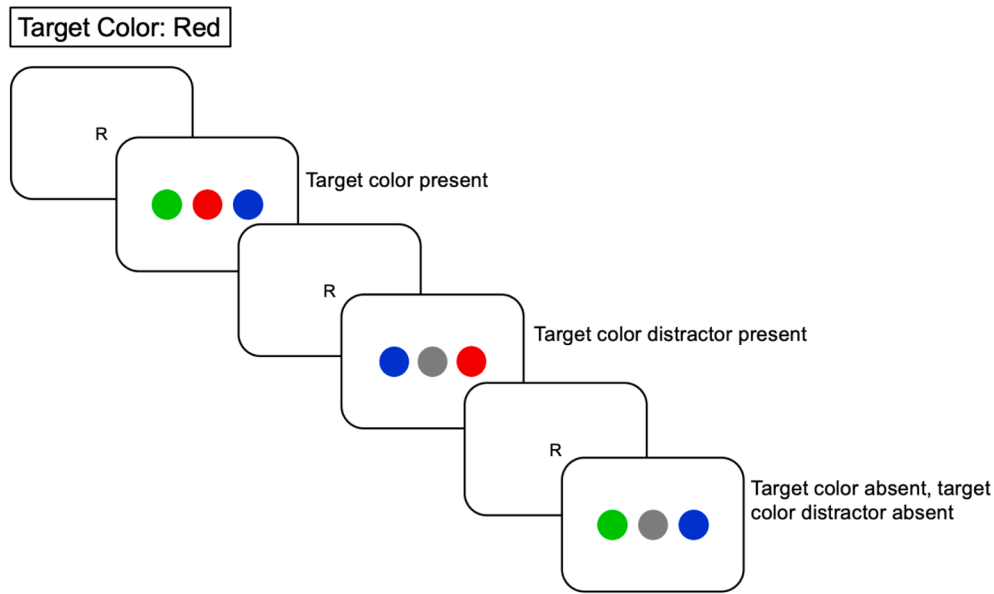 Target Color: Red
R
Target color present
R
Target color distractor present
R
Target color absent, target
color distractor absent